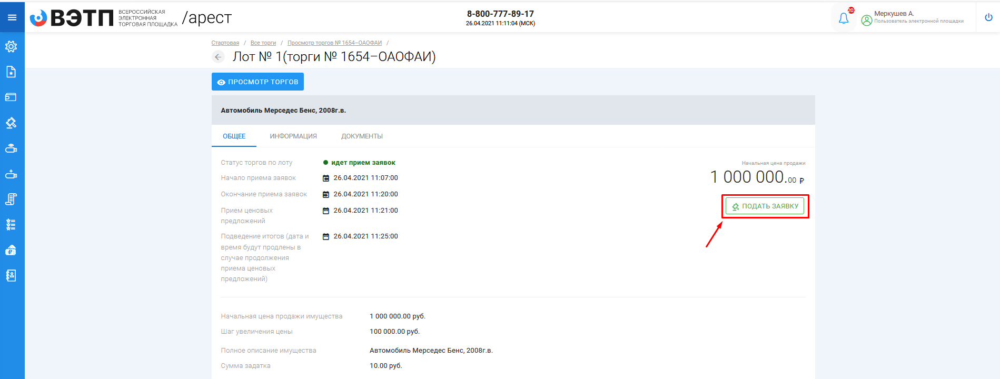 ВЭТП
ВСЕРОССИЙСКАЯ
ЭЛЕКТРОННАЯ
ТОРГОВАЯ ПЛОЩАДКА
/арест
8-800-777-89-17
26.04.2021 11:11:04 (МСК)
Меркушев А.
Пользователь электронной площадки
Стартовая / Все торги / Просмотр торгов № 1654–ОАОФАИ /
Лот № 1(торги № 1654–ОАОФАИ)
ПРОСМОТР ТОРГОВ
Автомобиль Мерседес Бенс, 2008г.в.
ОБЩЕЕ ИНФОРМАЦИЯ ДОКУМЕНТЫ
Статус торгов по лоту идет прием заявок
Начало приема заявок 26.04.2021 11:07:00
Окончание приема заявок 26.04.2021 11:20:00
Прием ценовых 26.04.2021 11:21:00
предложений
Подведение итогов (дата и 26.04.2021 11:25:00
время будут продлены в
случае продолжения
приема ценовых
предложений)
Начальная цена продажи
1 000 000.00 ₽
ПОДАТЬ ЗАЯВКУ
Начальная цена продажи имущества 1 000 000.00 руб.
Шаг увеличения цены 100 000.00 руб.
Полное описание имущества Автомобиль Мерседес Бенс, 2008г.в.
Сумма задатка 10.00 руб.